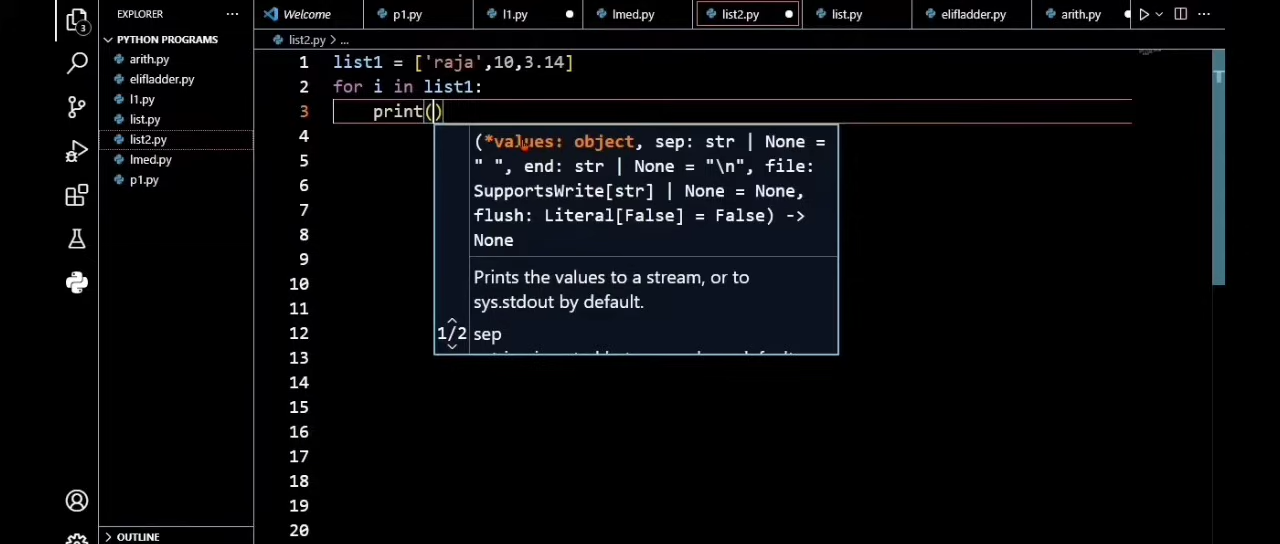 EXPLORER
PYTHON PROGRAMS
arith.py
elifladder.py
l1.py
list.py
list2.py
lmed.py
p1.py
OUTLINE
3
Welcome p1.py l1.py lmed.py list2.py list.py elifladder.py arith.py
list2.py > ...
1 list1 = ['raja',10,3.14]
2 for i in list1:
3 print()
4
5
6
7
8
9
10
11
12
13
14
15
16
17
18
19
20
(*values: object, sep: str | None =
" ", end: str | None = "\n", file:
SupportsWrite[str] | None = None,
flush: Literal[False] = False) ->
None
Prints the values to a stream, or to
sys.stdout by default.
1/2 sep